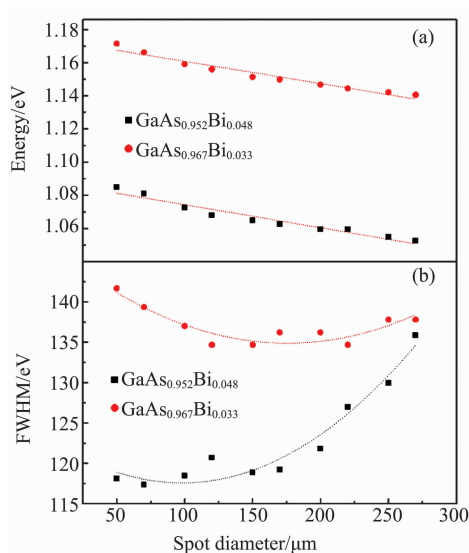 (a)
1.18
1.16
1.14
1.12
1.10
1.08
1.06
Energy/eV
GaAs0.952Bi0.048
GaAs0.967Bi0.033
(b)
140
135
130
125
120
115
FWHM/eV
GaAs0.952Bi0.048
GaAs0.967Bi0.033
50 100 150 200 250 300
Spot diameter/μm